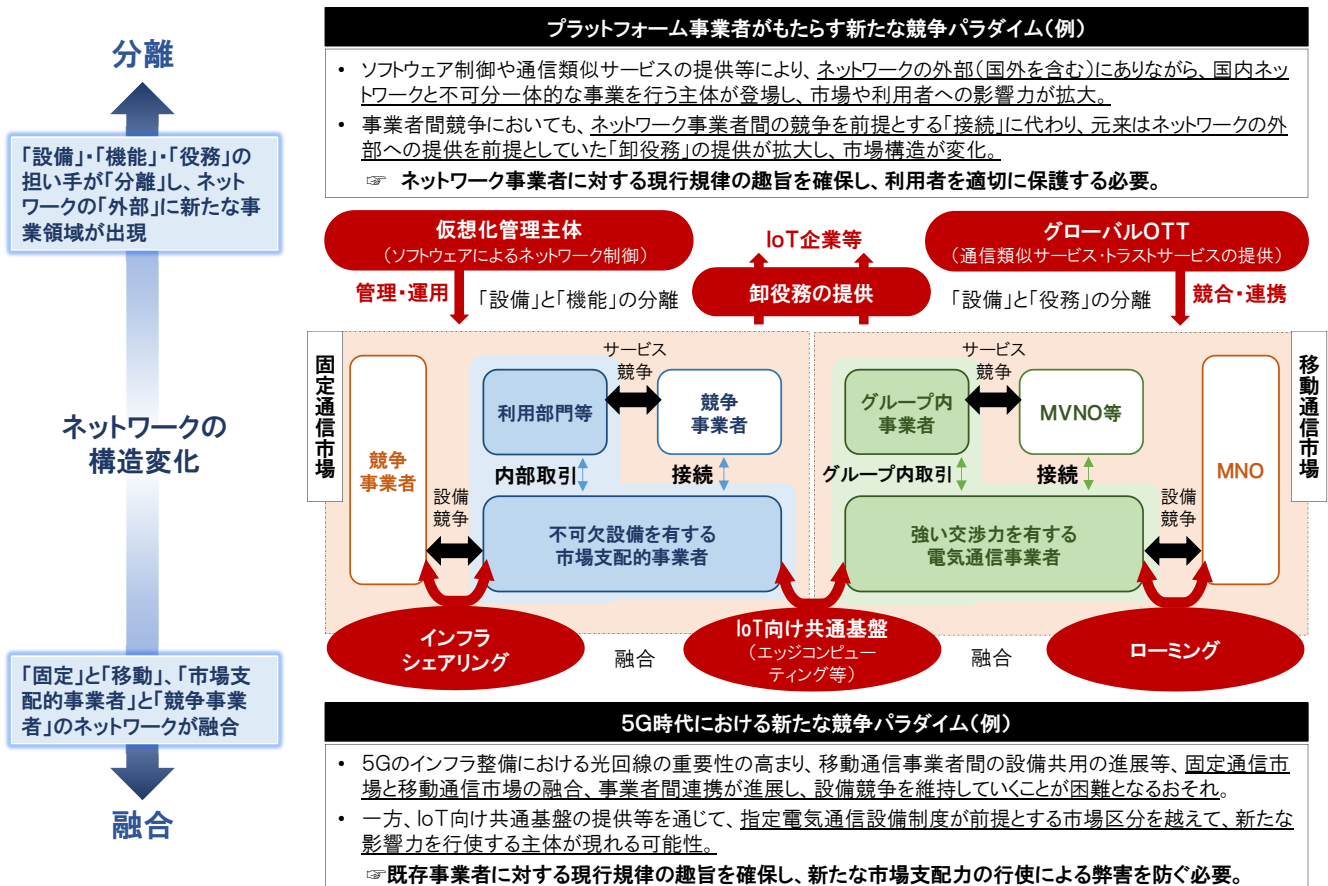 分離
「設備」・「機能」・「役務」の
担い手が「分離」し、ネット
ワークの「外部」に新たな事
業領域が出現
ネットワークの
構造変化
「固定」と「移動」、「市場支
配的事業者」と「競争事業
者」のネットワークが融合
融合
プラットフォーム事業者がもたらす新たな競争パラダイム(例)
• ソフトウェア制御や通信類似サービスの提供等により、ネットワークの外部(国外を含む)にありながら、国内ネッ
トワークと不可分一体的な事業を行う主体が登場し、市場や利用者への影響力が拡大。
• 事業者間競争においても、ネットワーク事業者間の競争を前提とする「接続」に代わり、元来はネットワークの外
部への提供を前提としていた「卸役務」の提供が拡大し、市場構造が変化。
☞ ネットワーク事業者に対する現行規律の趣旨を確保し、利用者を適切に保護する必要。
仮想化管理主体
(ソフトウェアによるネットワーク制御)
IoT企業等
グローバルOTT
(通信類似サービス・トラストサービスの提供)
管理・運用
「設備」と「機能」の分離
卸役務の提供
「設備」と「役務」の分離
競合・連携
固定通信市場
サービス
競争
サービス
競争
移動通信市場
競争
事業者
利用部門等
競争
事業者
グループ内
事業者
MVNO等
MNO
内部取引
接続
グループ内取引
接続
設備
競争
不可欠設備を有する
市場支配的事業者
強い交渉力を有する
電気通信事業者
設備
競争
インフラ
シェアリング
融合
IoT向け共通基盤
(エッジコンピュー
ティング等)
融合
ローミング
5G時代における新たな競争パラダイム(例)
• 5Gのインフラ整備における光回線の重要性の高まり、移動通信事業者間の設備共用の進展等、固定通信市
場と移動通信市場の融合、事業者間連携が進展し、設備競争を維持していくことが困難となるおそれ。
• 一方、IoT向け共通基盤の提供等を通じて、指定電気通信設備制度が前提とする市場区分を越えて、新たな
影響力を行使する主体が現れる可能性。
☞既存事業者に対する現行規律の趣旨を確保し、新たな市場支配力の行使による弊害を防ぐ必要。